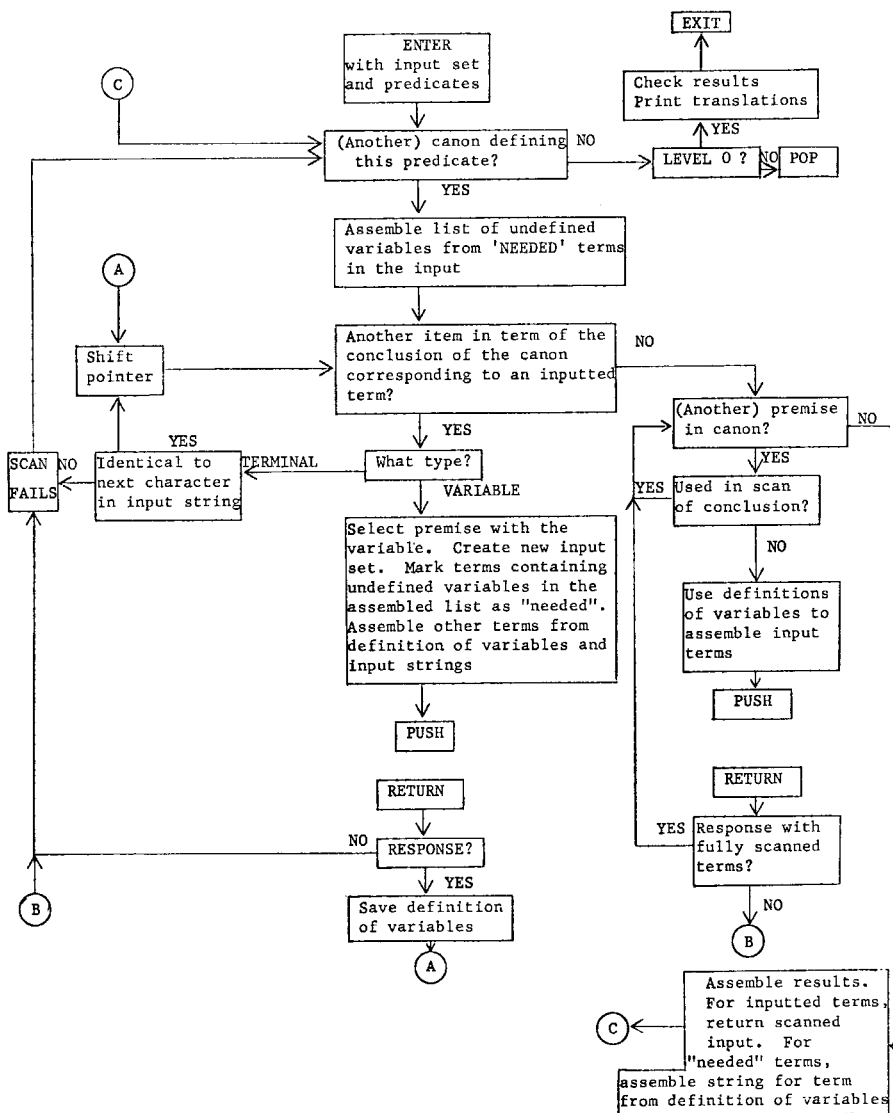 EXIT
ENTER
with input set
and predicates
C
Check results
Print translations
YES
(Another) canon defining
this predicate?
NO
LEVEL 0 ?
NO
POP
YES
Assemble list of undefined
variables from 'NEEDED' terms
in the input
A
Another item in term of the
conclusion of the canon
corresponding to an inputted
term?
NO
Shift
pointer
(Another) premise
in canon?
NO
YES
YES
YES
SCAN
FAILS
NO
Identical to
next character
in input string
TERMINAL
What type?
VARIABLE
YES
Used in scan
of conclusion?
NO
Select premise with the
variable. Create new input
set. Mark terms containing
undefined variables in the
assembled list as "needed".
Assemble other terms from
definition of variables and
input strings
Use definitions
of variables to
assemble input
terms
PUSH
PUSH
RETURN
RETURN
NO
RESPONSE?
YES
YES
Response with
fully scanned
terms?
NO
B
Save definition
of variables
A
B
Assemble results.
For inputted terms,
return scanned
input. For
"needed" terms,
assemble string for term
from definition of variables
C